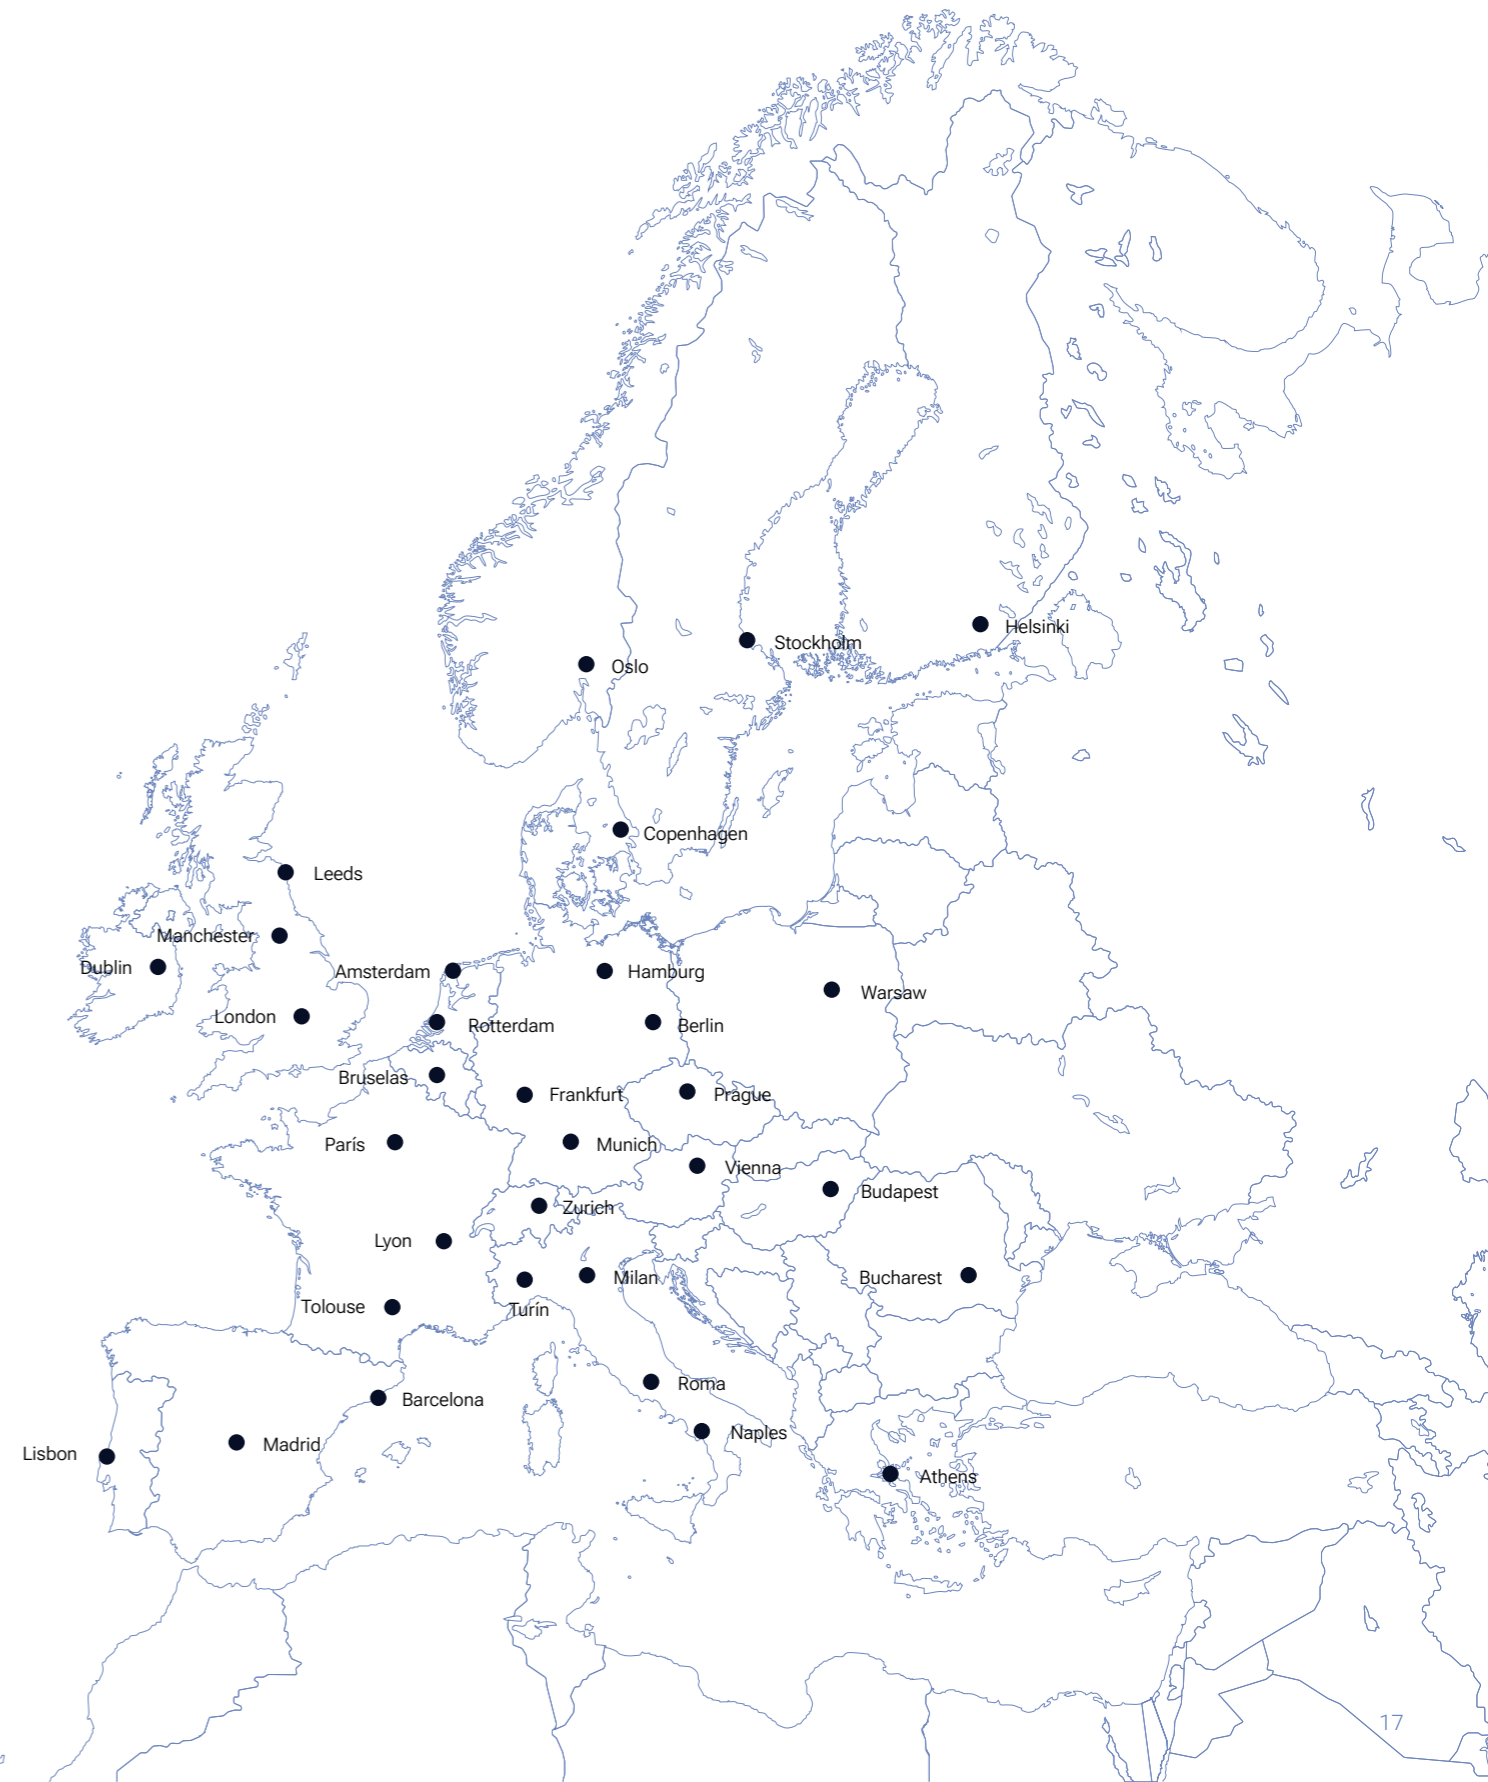 Helsinki
Stockholm
Oslo
Copenhagen
Leeds
Manchester
Dublin
Amsterdam
Hamburg
Warsaw
London
Rotterdam
Berlin
Bruselas
Frankfurt
Prague
París
Munich
Vienna
Budapest
Zurich
Lyon
Milan
Bucharest
Tolouse
Turín
Roma
Barcelona
Naples
Madrid
Lisbon
Athens
17